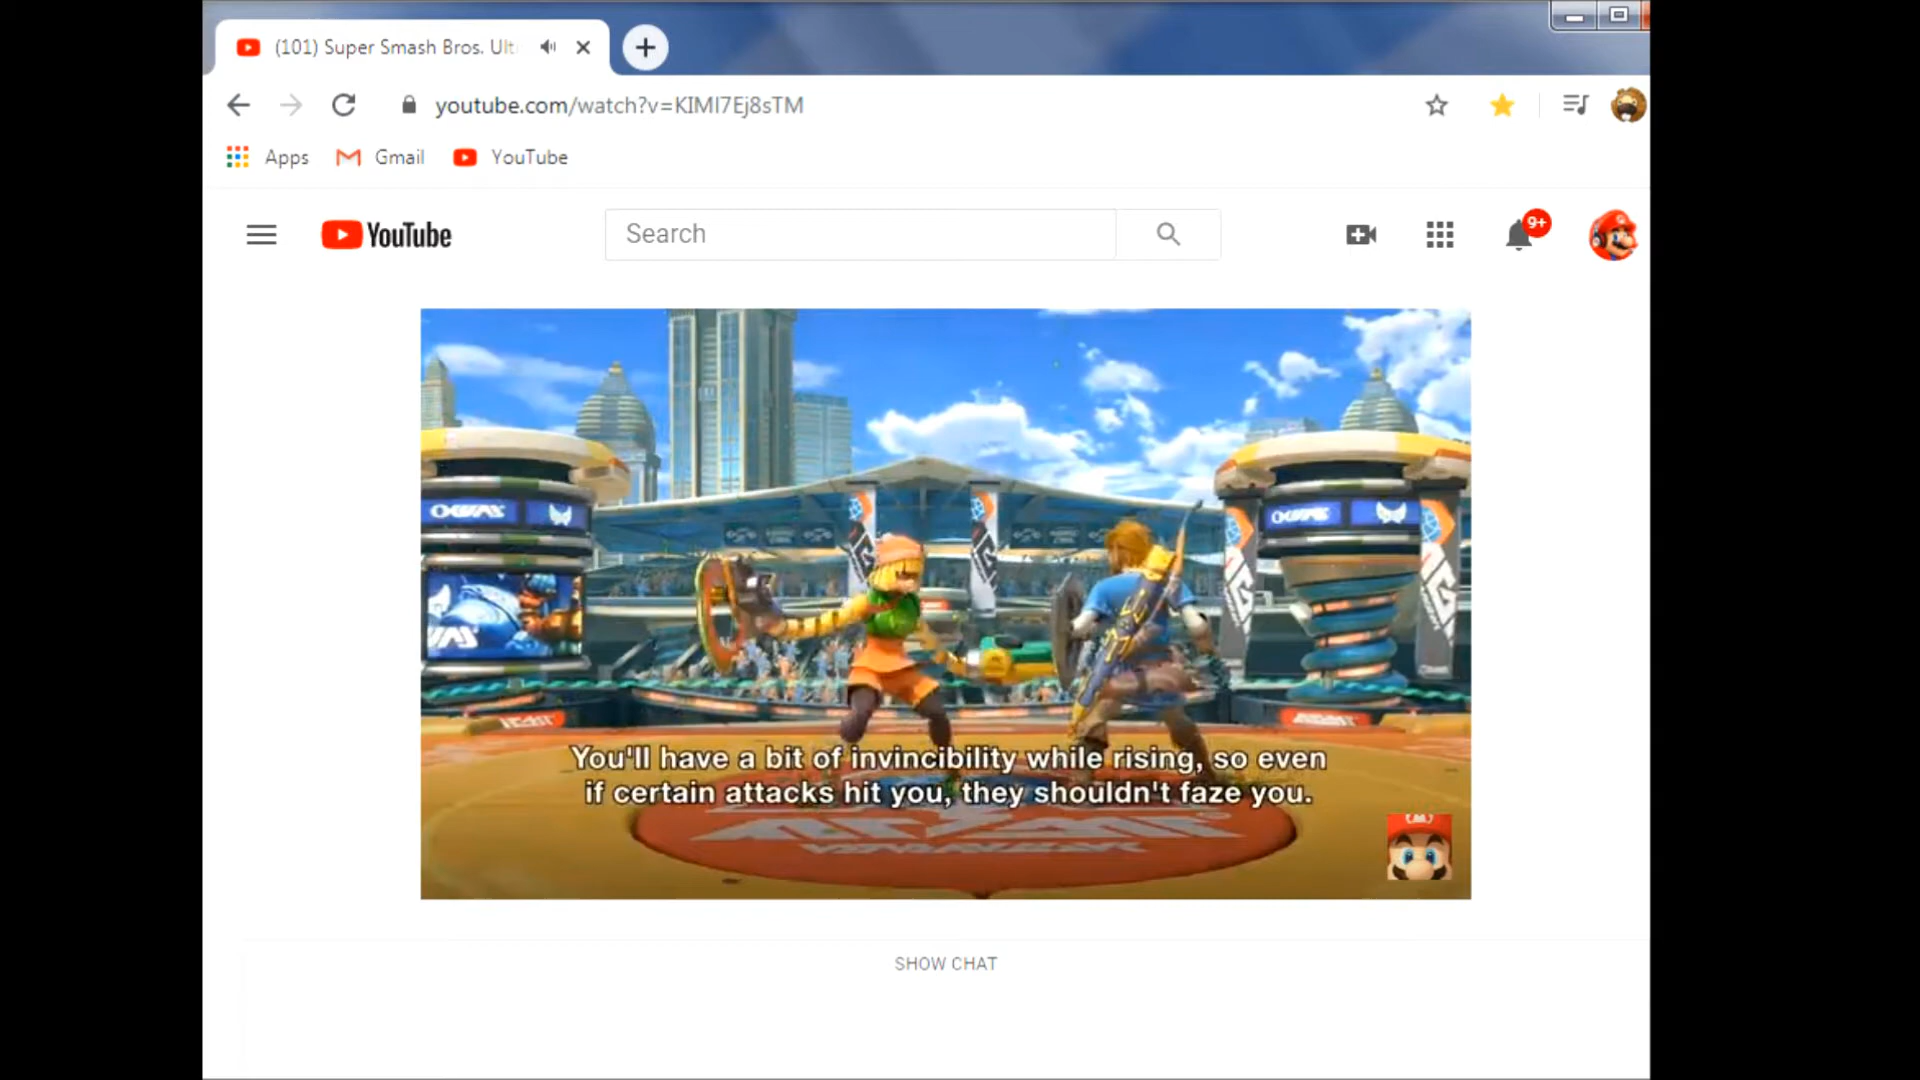 (101) Super Smash Bros. Ult
youtube.com/watch?v=KIMl7Ej8sTM
Apps
Gmail
YouTube
YouTube
Search
9+
You'll have a bit of invincibility while rising, so even
if certain attacks hit you, they shouldn't faze you.
SHOW CHAT